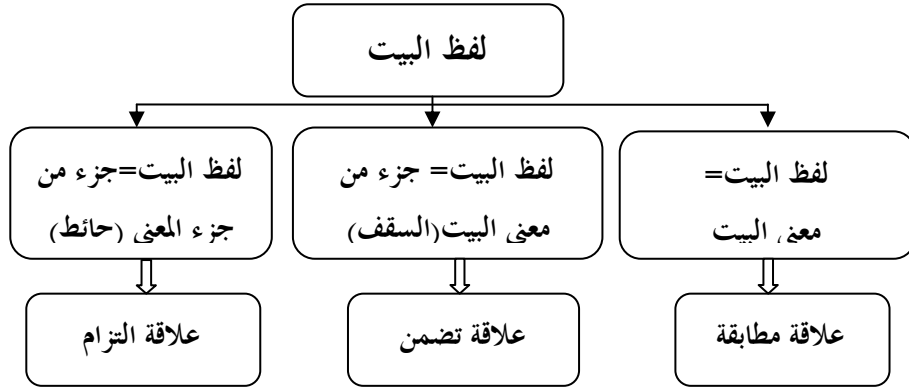 لفظ البيت
لفظ البيت=
معنى البيت
لفظ البيت= جزء من
معنى البيت(السقف)
لفظ البيت=جزء من
جزء المعنى (حائط)
علاقة مطابقة
علاقة تضمن
علاقة التزام